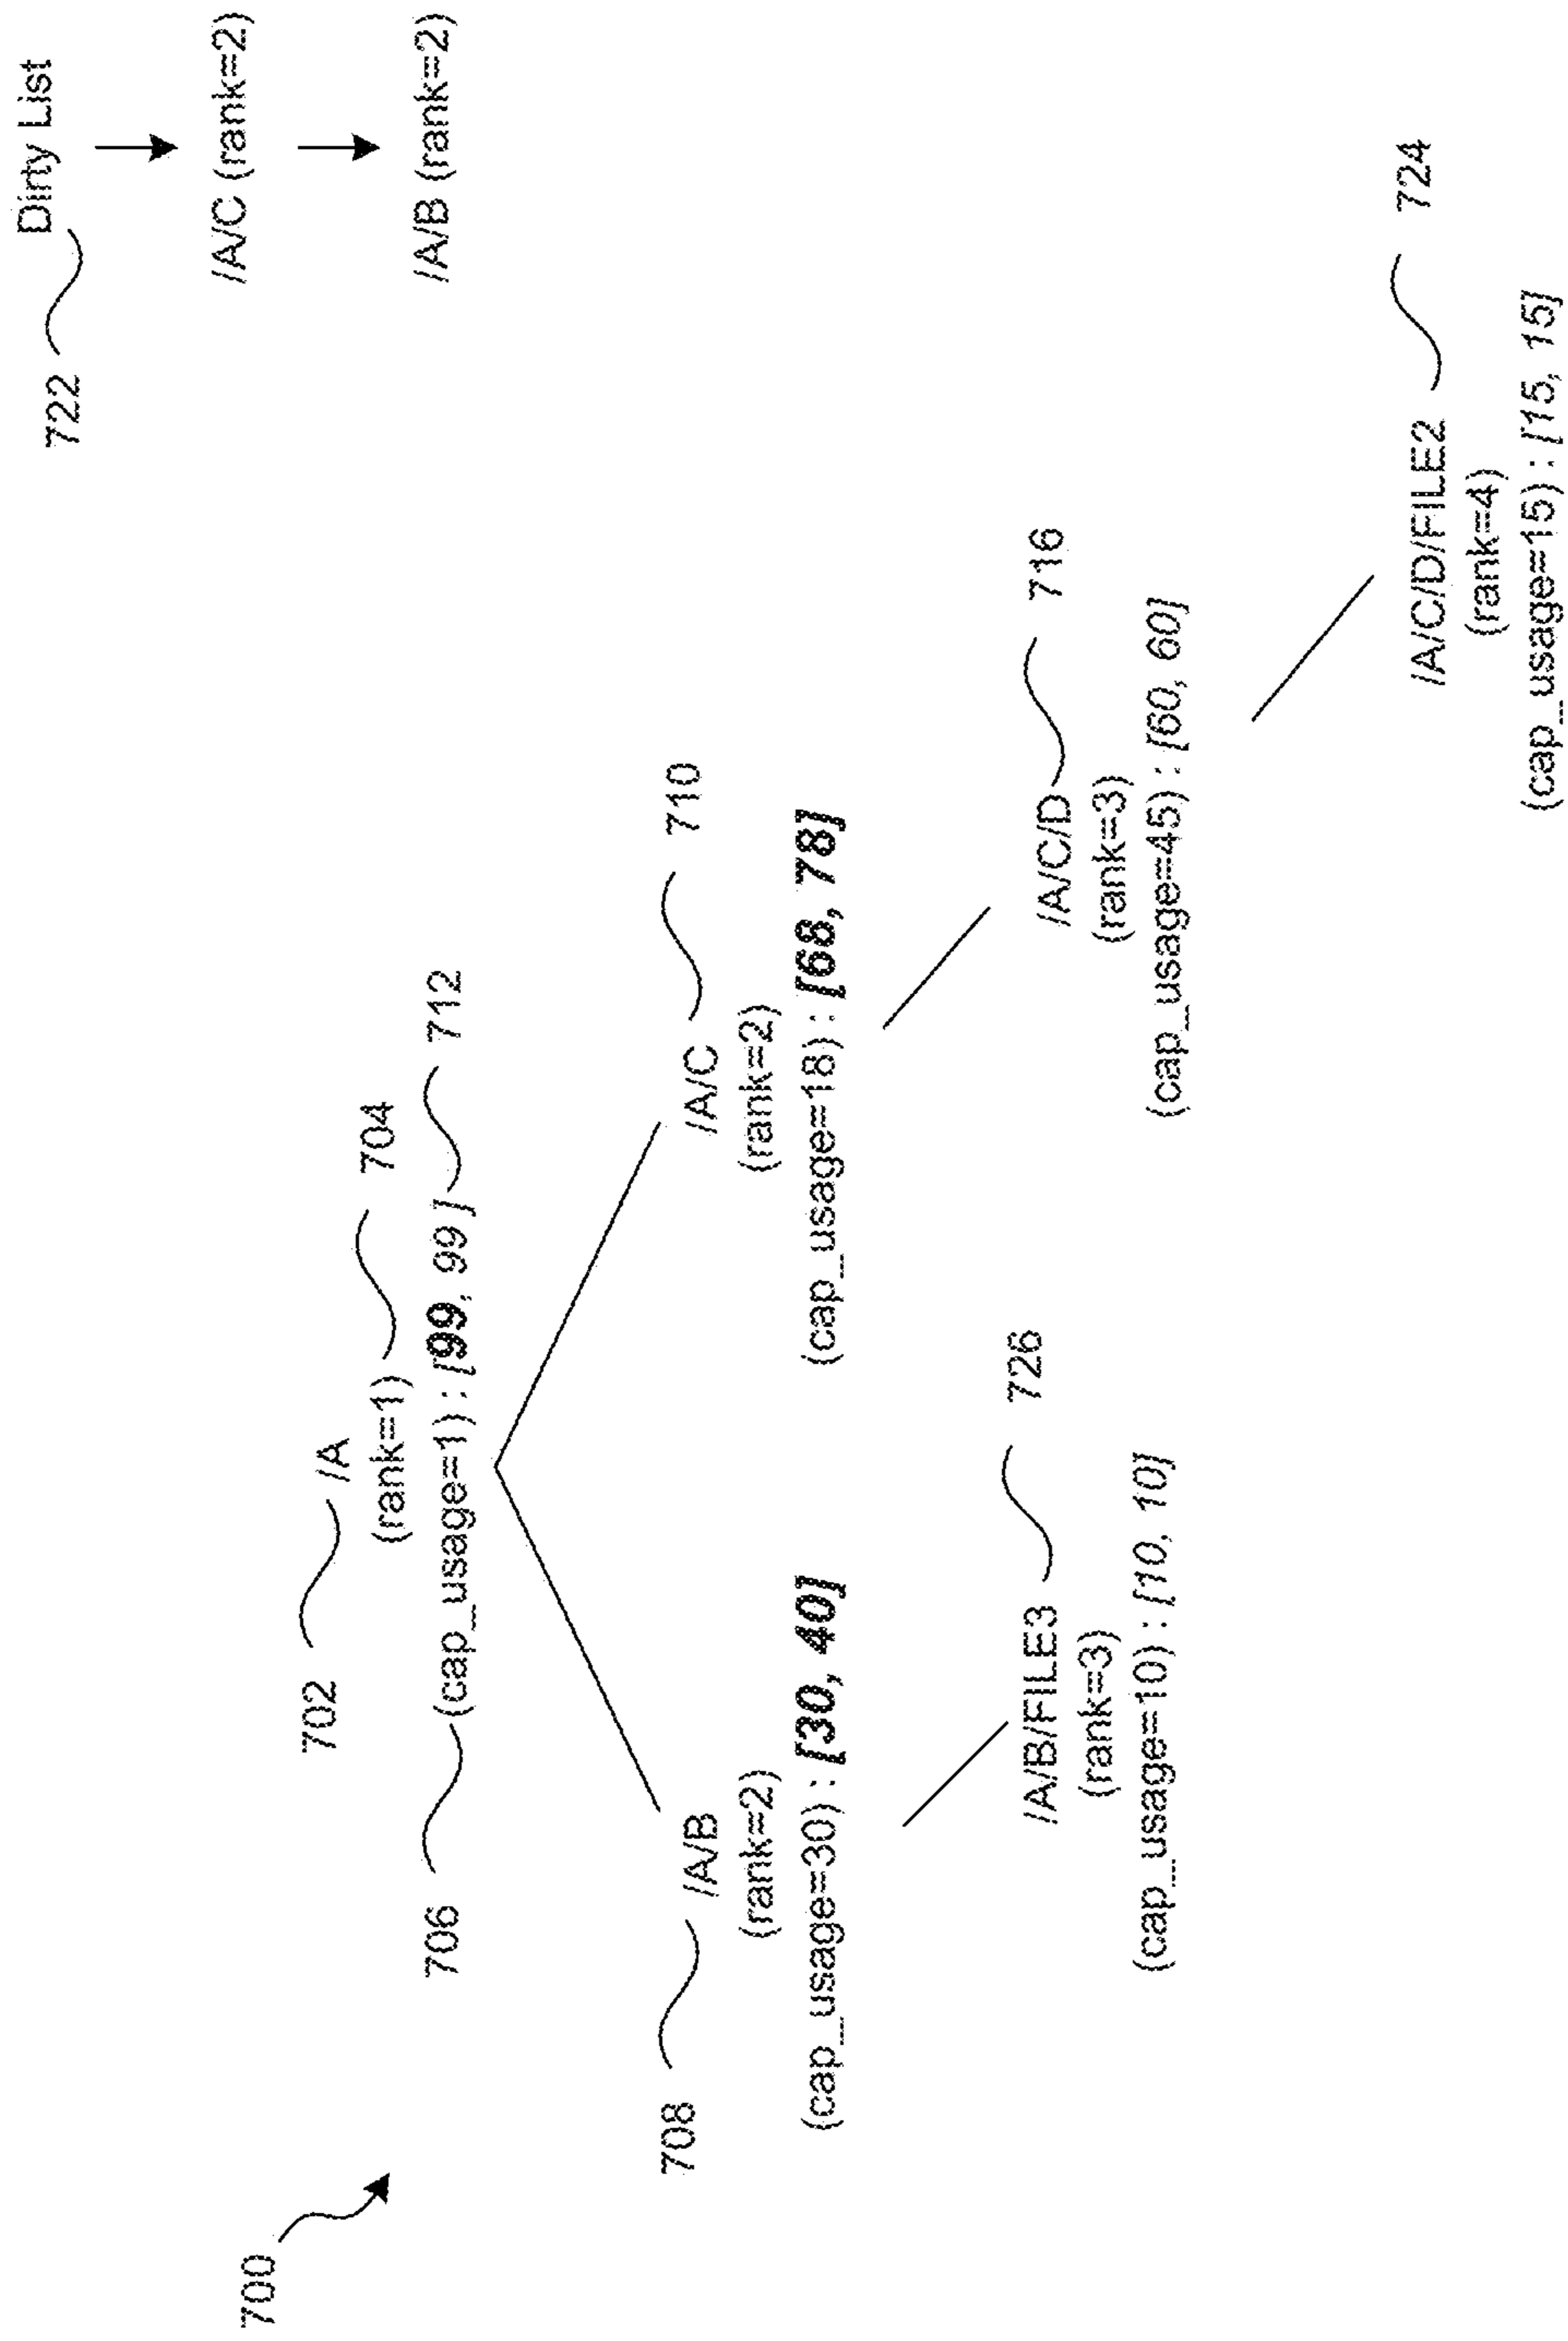 700
Dirty List
722
/A/C (rank=2)
/A/B (rank=2)
702
/A
(rank=1)
704
706
(cap_usage=1) : [99, 99]
712
708
/A/B
(rank=2)
(cap_usage=30) : [30, 40]
/A/C
710
(rank=2)
(cap_usage=18) : [68, 78]
/A/B/FILE3
726
(rank=3)
(cap_usage=10) : [10, 10]
/A/C/D
716
(rank=3)
(cap_usage=45) : [60, 60]
/A/C/D/FILE2
724
(rank=4)
(cap_usage=15) : [15, 15]